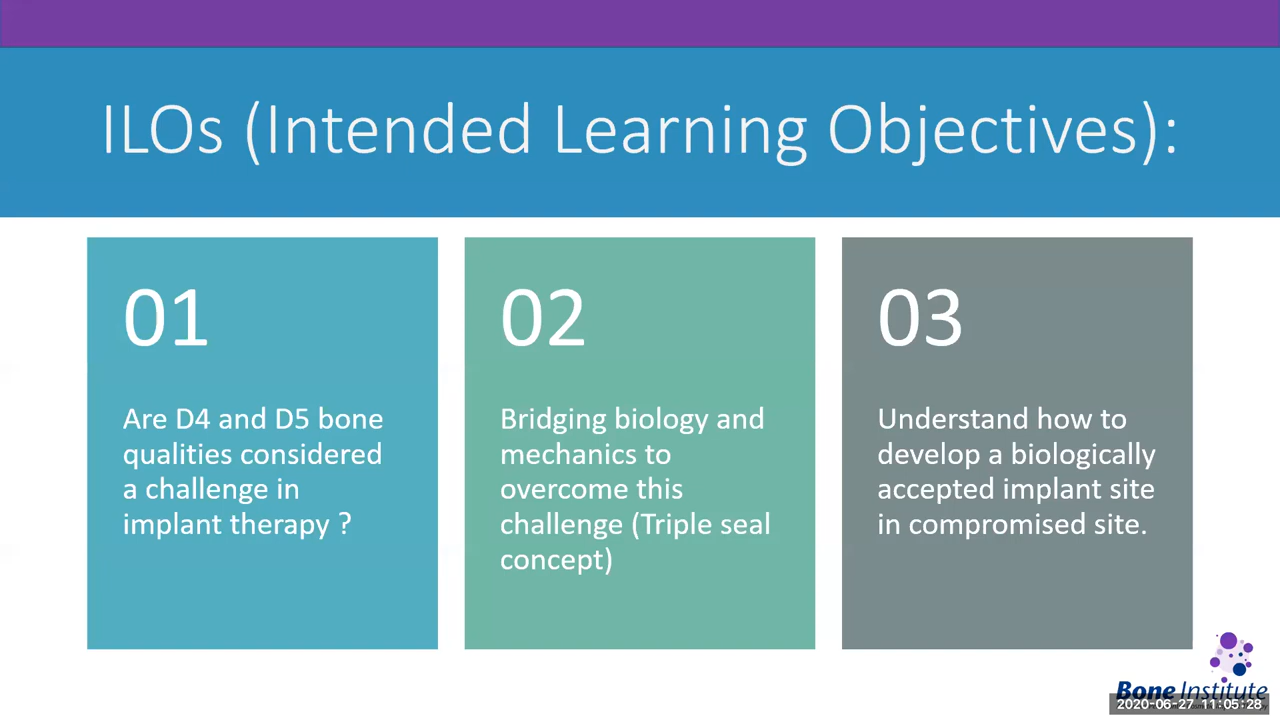 ILOs (Intended Learning Objectives):
01
Are D4 and D5 bone
qualities considered
a challenge in
implant therapy ?
02
Bridging biology and
mechanics to
overcome this
challenge (Triple seal
concept)
03
Understand how to
develop a biologically
accepted implant site
in compromised site.
Bone Institute
2020-06-27 11:05:28